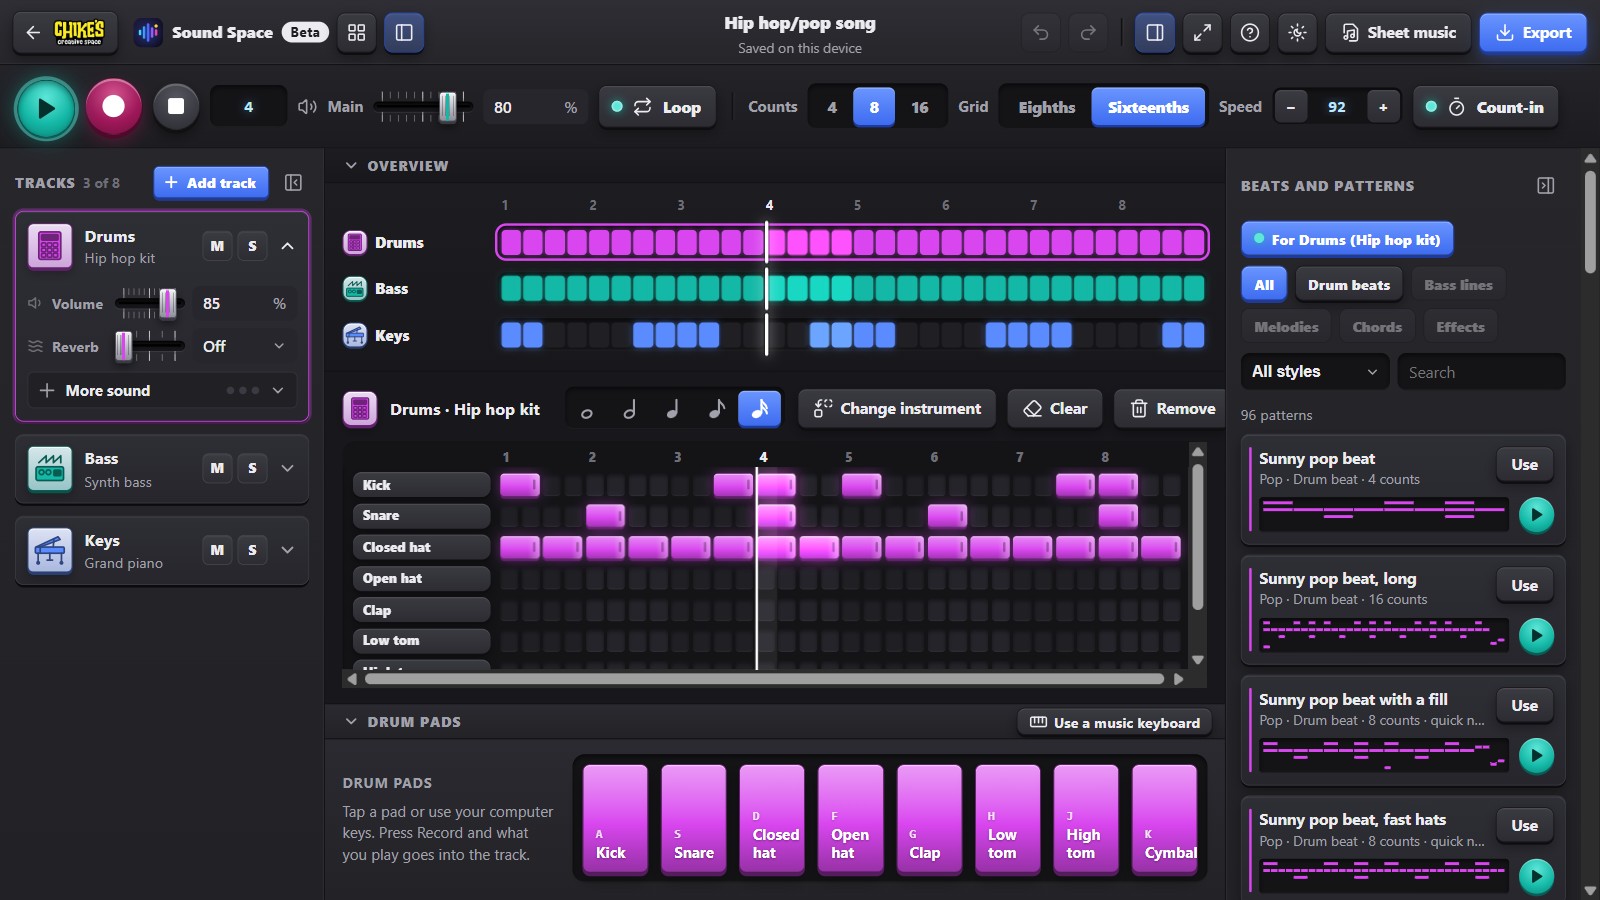 CHIKE'S
creative space
Sound Space
Beta
Hip hop/pop song
Saved on this device
Sheet music
Export
4
Main
80
%
Loop
Counts
4
8
16
Grid
Eighths
Sixteenths
Speed
−
92
+
Count-in
TRACKS 3 of 8
+ Add track
Drums
Hip hop kit
M
S
Volume
85
%
Reverb
Off
More sound
Bass
Synth bass
M
S
Keys
Grand piano
M
S
OVERVIEW
1 2 3 4 5 6 7 8
Drums
Bass
Keys
Drums · Hip hop kit
Change instrument
Clear
Remove
1 2 3 4 5 6 7 8
Kick
Snare
Closed hat
Open hat
Clap
Low tom
DRUM PADS
Use a music keyboard
DRUM PADS
Tap a pad or use your computer
keys. Press Record and what
you play goes into the track.
A
Kick
S
Snare
D
Closed
hat
F
Open
hat
G
Clap
H
Low
tom
J
High
tom
K
Cymbal
BEATS AND PATTERNS
For Drums (Hip hop kit)
All
Drum beats
Bass lines
Melodies
Chords
Effects
All styles
Search
96 patterns
Sunny pop beat
Pop · Drum beat · 4 counts
Use
Sunny pop beat, long
Pop · Drum beat · 16 counts
Use
Sunny pop beat with a fill
Pop · Drum beat · 8 counts · quick n...
Use
Sunny pop beat, fast hats
Pop · Drum beat · 8 counts · quick n...
Use